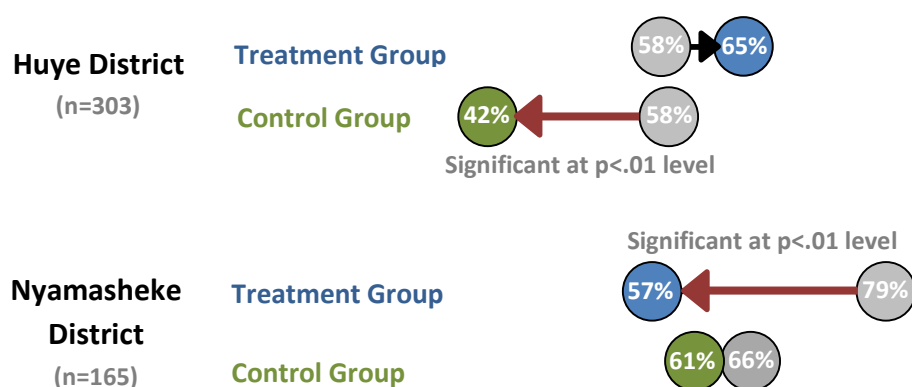 Huye District
(n=303)
Treatment Group
58% 65%
Control Group
42% 58%
Significant at p<.01 level
Significant at p<.01 level
Nyamasheke
District
(n=165)
Treatment Group
57% 79%
Control Group
61% 66%